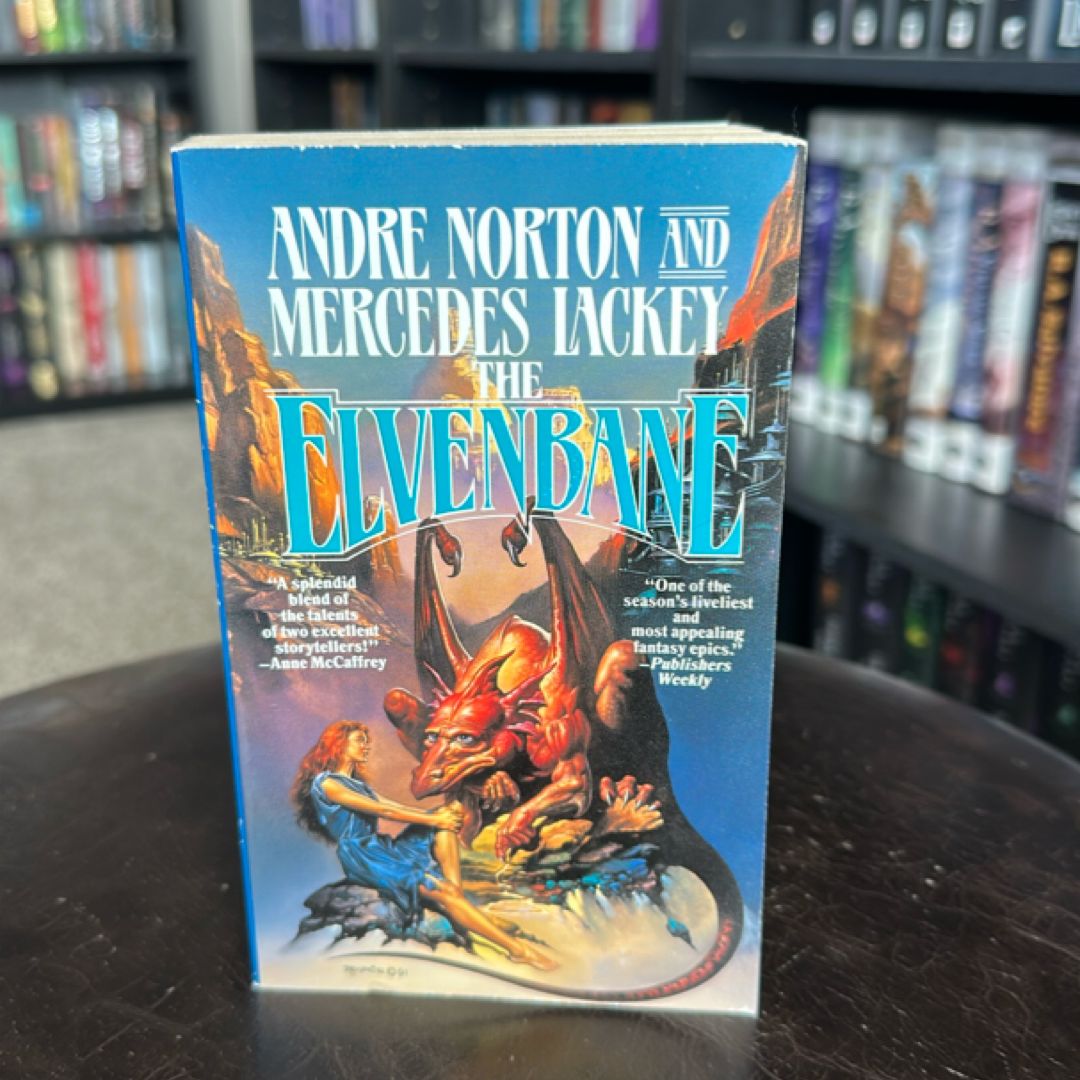 ANDRE NORTON AND
MERCEDES LACKEY
THE
ELVENBANE
“A splendid
blend of
the talents
of two excellent
storytellers!”
—Anne McCaffrey
“One of the
season's liveliest
and
most appealing
fantasy epics.”
—Publishers
Weekly